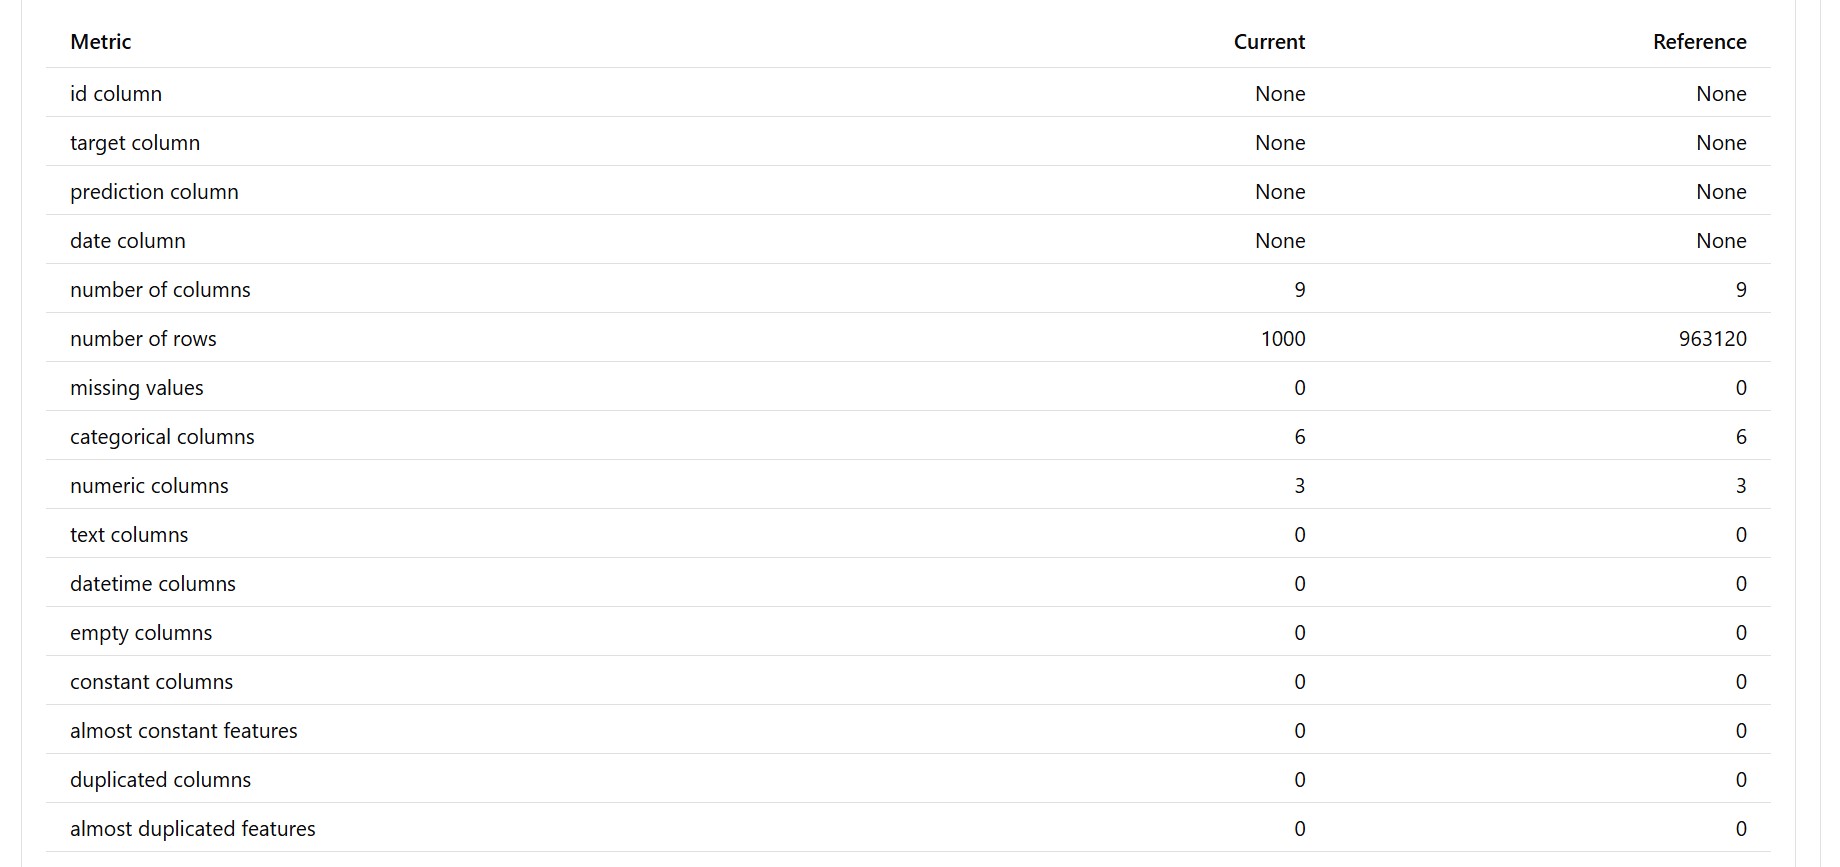 Metric Current Reference
id column None None
target column None None
prediction column None None
date column None None
number of columns 9 9
number of rows 1000 963120
missing values 0 0
categorical columns 6 6
numeric columns 3 3
text columns 0 0
datetime columns 0 0
empty columns 0 0
constant columns 0 0
almost constant features 0 0
duplicated columns 0 0
almost duplicated features 0 0